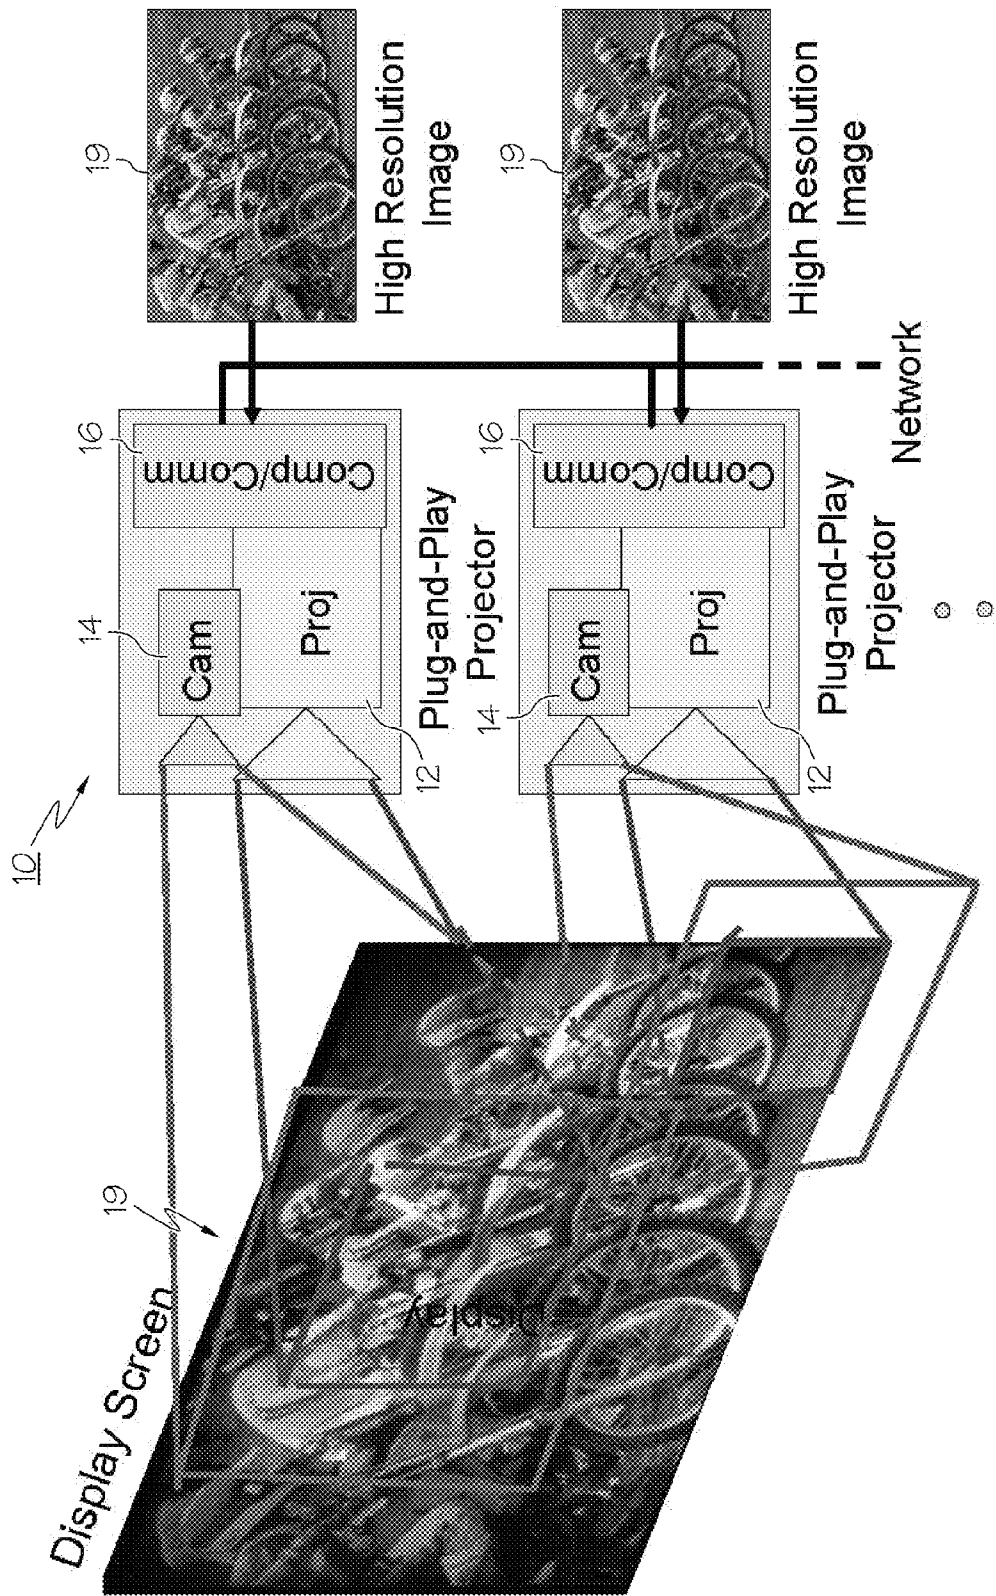 10
Display Screen
19
Display
14
Cam
Proj
12
16
Comp/Comm
Plug-and-Play
Projector
19
High Resolution
Image
14
Cam
Proj
12
16
Comp/Comm
Plug-and-Play
Projector
19
High Resolution
Image
Network